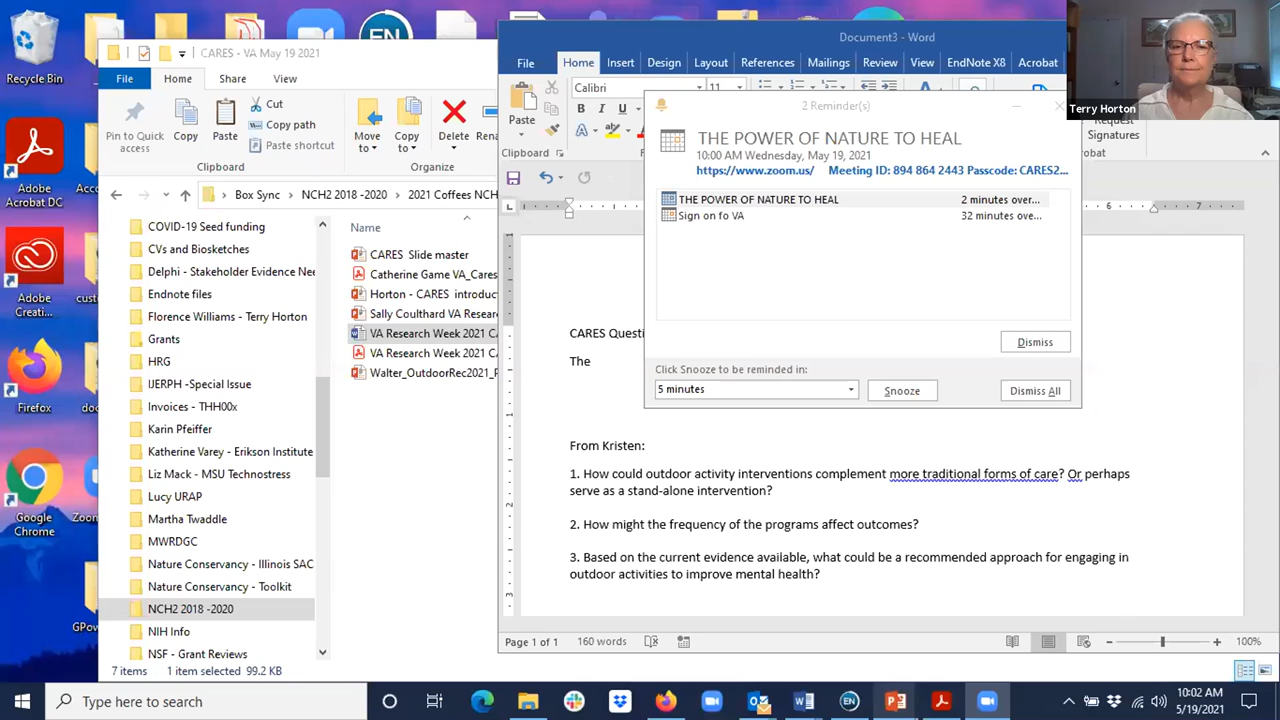 Recycle Bin
Adobe
Acrobat DC
Adobe
Creati...
Firefox
Google
Chrome
EN
CARES - VA May 19 2021
File
Home
Share
View
Pin to Quick
access
Copy
Paste
Cut
Copy path
Paste shortcut
Clipboard
Move
to
Copy
to
Delete
Organize
Box Sync
NCH2 2018 -2020
2021 Coffees NCH
COVID-19 Seed funding
CVs and Biosketches
Delphi - Stakeholder Evidence Nee
Endnote files
Florence Williams - Terry Horton
Grants
HRG
IJERPH -Special Issue
Invoices - THH00x
Karin Pfeiffer
Katherine Varey - Erikson Institute
Liz Mack - MSU Technostress
Lucy URAP
Martha Twaddle
MWRDGC
Nature Conservancy - Illinois SAC
Nature Conservancy - Toolkit
NCH2 2018 -2020
NIH Info
NSF - Grant Reviews
Name
CARES Slide master
Catherine Game VA_Cares
Horton - CARES introduc
Sally Coulthard VA Resear
VA Research Week 2021 CA
VA Research Week 2021 CA
Walter_OutdoorRec2021_P
7 items 1 item selected 99.2 KB
Document3 - Word
File Home Insert Design Layout References Mailings Review View EndNote X8 Acrobat
Paste
Clipboard
Calibri
11
B I U
Request
Signatures
Terry Horton
2 Reminder(s)
THE POWER OF NATURE TO HEAL
10:00 AM Wednesday, May 19, 2021
https://www.zoom.us/ Meeting ID: 894 864 2443 Passcode: CARES2...
THE POWER OF NATURE TO HEAL 2 minutes over...
Sign on fo VA 32 minutes ove...
Dismiss
Click Snooze to be reminded in:
5 minutes
Snooze
Dismiss All
6 7
CARES Questi
The
From Kristen:
1. How could outdoor activity interventions complement more traditional forms of care? Or perhaps
serve as a stand-alone intervention?
2. How might the frequency of the programs affect outcomes?
3. Based on the current evidence available, what could be a recommended approach for engaging in
outdoor activities to improve mental health?
Page 1 of 1 160 words
100%
Type here to search
EN
10:02 AM
5/19/2021